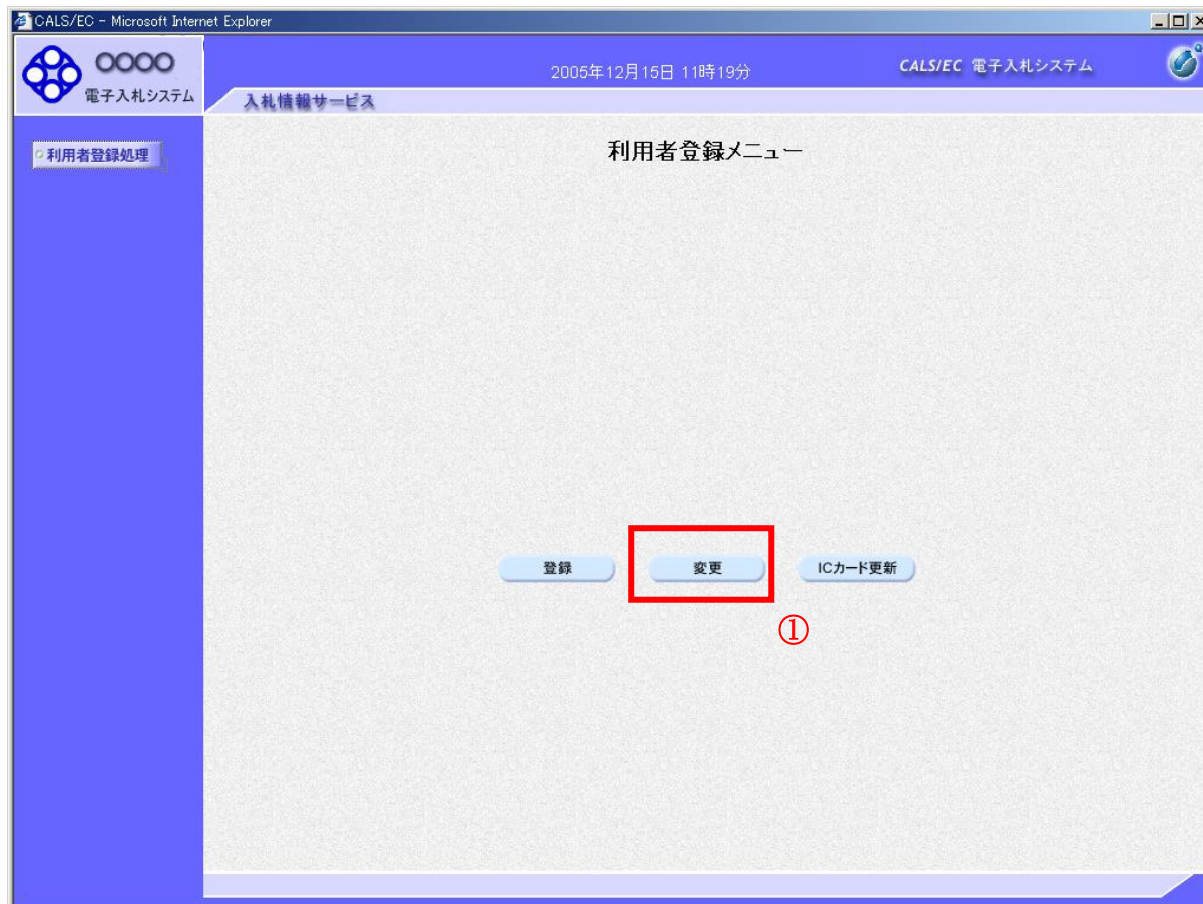 CALS/EC - Microsoft Internet Explorer
○○○○
電子入札システム
2005年12月15日 11時19分
CALS/EC 電子入札システム
入札情報サービス
利用者登録処理
利用者登録メニュー
登録
変更
ICカード更新
①